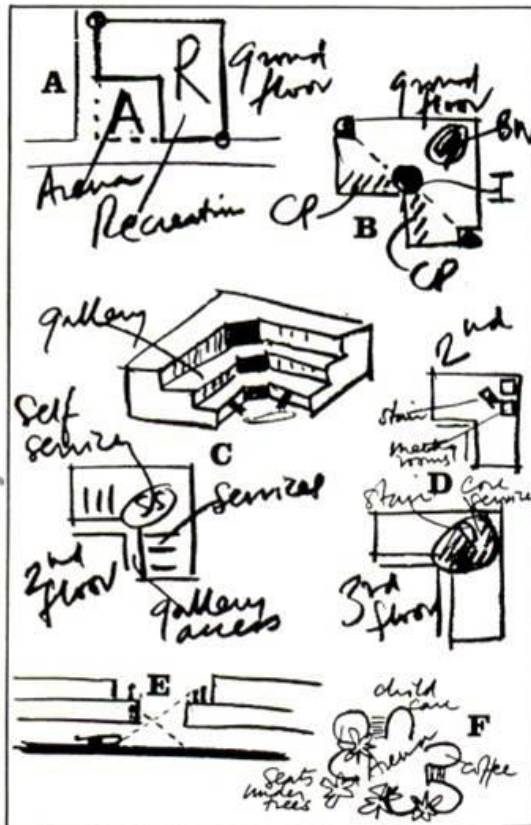 A
A
R
ground
floor
Arena
Recreation
ground
floor
I
CP
B
CP
gallery
self
service
C
2nd
stair
meeting
rooms
D
S/S
services
2nd
floor
gallery
access
stair
core
services
3rd
floor
E
child
care
F
Arena
coffee
seats
under
trees